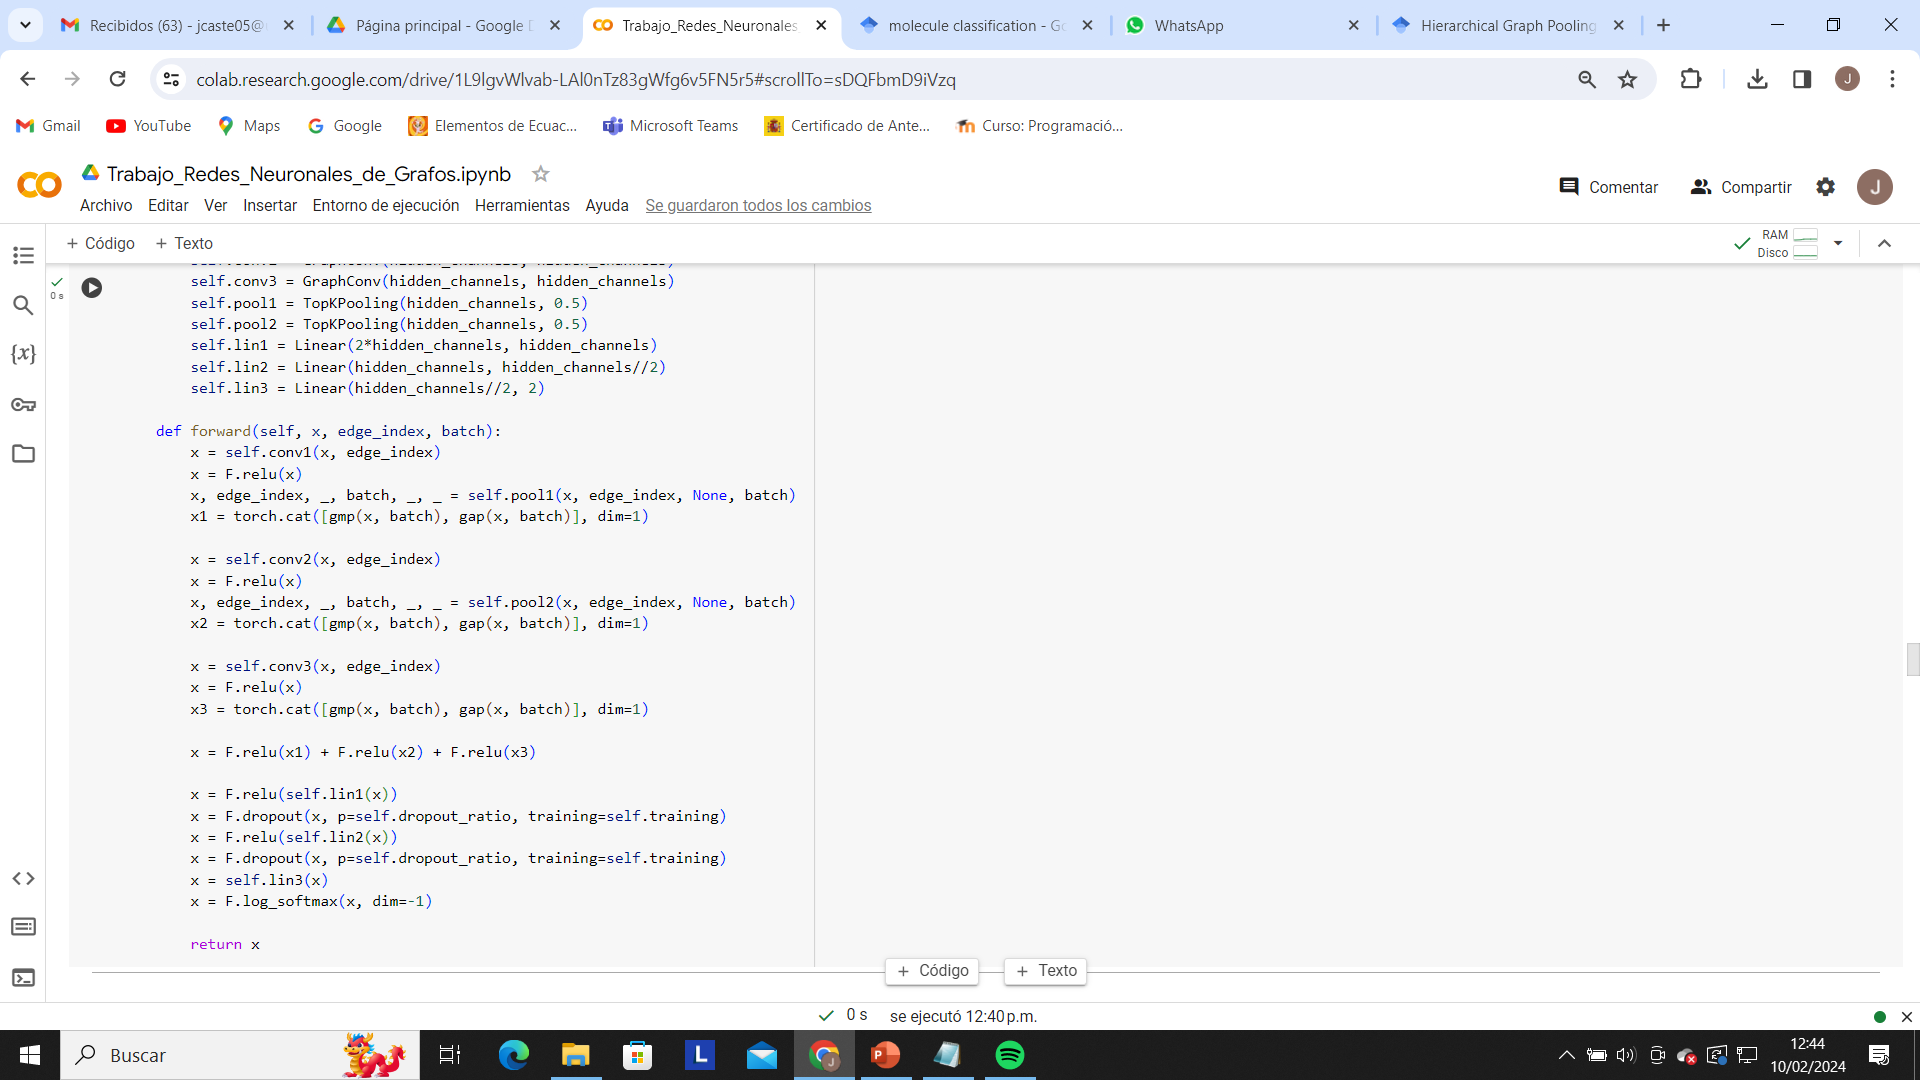 Recibidos (63) - jcaste05@
Página principal - Google D
Trabajo_Redes_Neuronales_
molecule classification - Go
WhatsApp
Hierarchical Graph Pooling
colab.research.google.com/drive/1L9lgvWlvab-LAl0nTz83gWfg6v5FN5r5#scrollTo=sDQFbmD9iVzq
J
Gmail
YouTube
Maps
Google
Elementos de Ecuac...
Microsoft Teams
Certificado de Ante...
Curso: Programació...
Trabajo_Redes_Neuronales_de_Grafos.ipynb
Comentar
Compartir
J
Archivo Editar Ver Insertar Entorno de ejecución Herramientas Ayuda Se guardaron todos los cambios
+ Código + Texto
RAM
Disco
0 s
self.conv3 = GraphConv(hidden_channels, hidden_channels)
self.pool1 = TopKPooling(hidden_channels, 0.5)
self.pool2 = TopKPooling(hidden_channels, 0.5)
self.lin1 = Linear(2*hidden_channels, hidden_channels)
self.lin2 = Linear(hidden_channels, hidden_channels//2)
self.lin3 = Linear(hidden_channels//2, 2)
def forward(self, x, edge_index, batch):
x = self.conv1(x, edge_index)
x = F.relu(x)
x, edge_index, _, batch, _, _ = self.pool1(x, edge_index, None, batch)
x1 = torch.cat([gmp(x, batch), gap(x, batch)], dim=1)
x = self.conv2(x, edge_index)
x = F.relu(x)
x, edge_index, _, batch, _, _ = self.pool2(x, edge_index, None, batch)
x2 = torch.cat([gmp(x, batch), gap(x, batch)], dim=1)
x = self.conv3(x, edge_index)
x = F.relu(x)
x3 = torch.cat([gmp(x, batch), gap(x, batch)], dim=1)
x = F.relu(x1) + F.relu(x2) + F.relu(x3)
x = F.relu(self.lin1(x))
x = F.dropout(x, p=self.dropout_ratio, training=self.training)
x = F.relu(self.lin2(x))
x = F.dropout(x, p=self.dropout_ratio, training=self.training)
x = self.lin3(x)
x = F.log_softmax(x, dim=-1)
return x
+ Código + Texto
0 s se ejecutó 12:40 p.m.
Buscar
12:44
10/02/2024